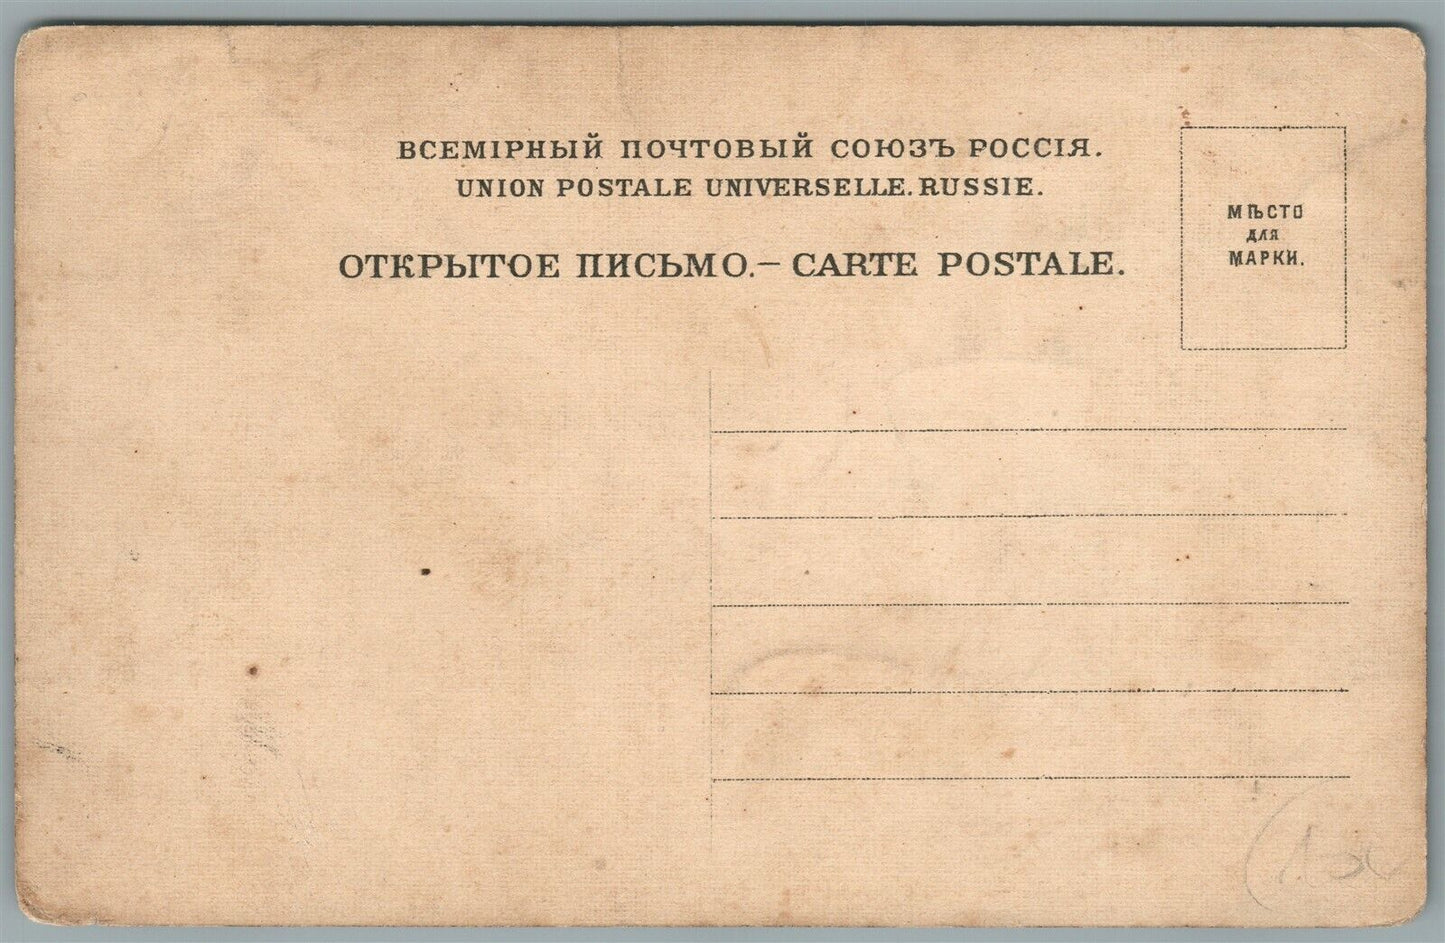 ВСЕМІРНЫЙ ПОЧТОВЫЙ СОЮЗЪ РОССІЯ.
UNION POSTALE UNIVERSELLE. RUSSIE.
ОТКРЫТОЕ ПИСЬМО.— CARTE POSTALE.
МѢСТО
ДЛЯ
МАРКИ.